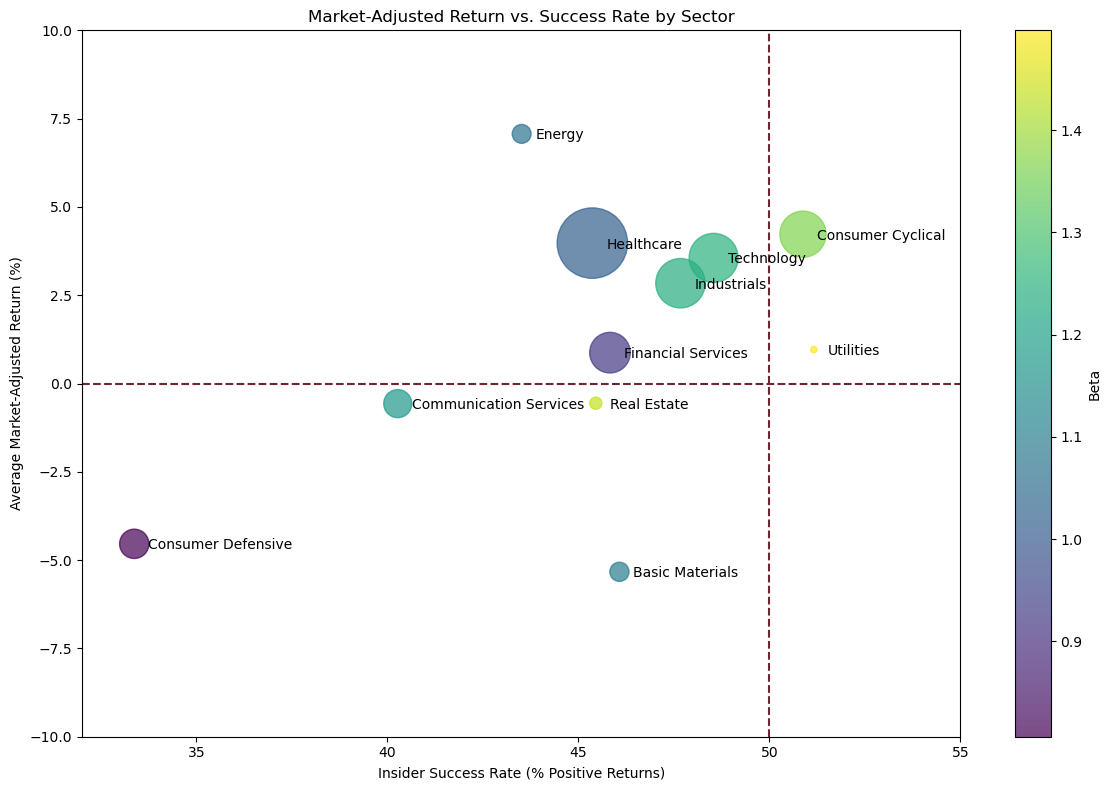 Market-Adjusted Return vs. Success Rate by Sector
10.0
7.5
5.0
2.5
0.0
−2.5
−5.0
−7.5
−10.0
Average Market-Adjusted Return (%)
Energy
Healthcare
Consumer Cyclical
Technology
Industrials
Utilities
Financial Services
Communication Services
Real Estate
Consumer Defensive
Basic Materials
35
40
45
50
55
Insider Success Rate (% Positive Returns)
1.4
1.3
1.2
1.1
1.0
0.9
Beta